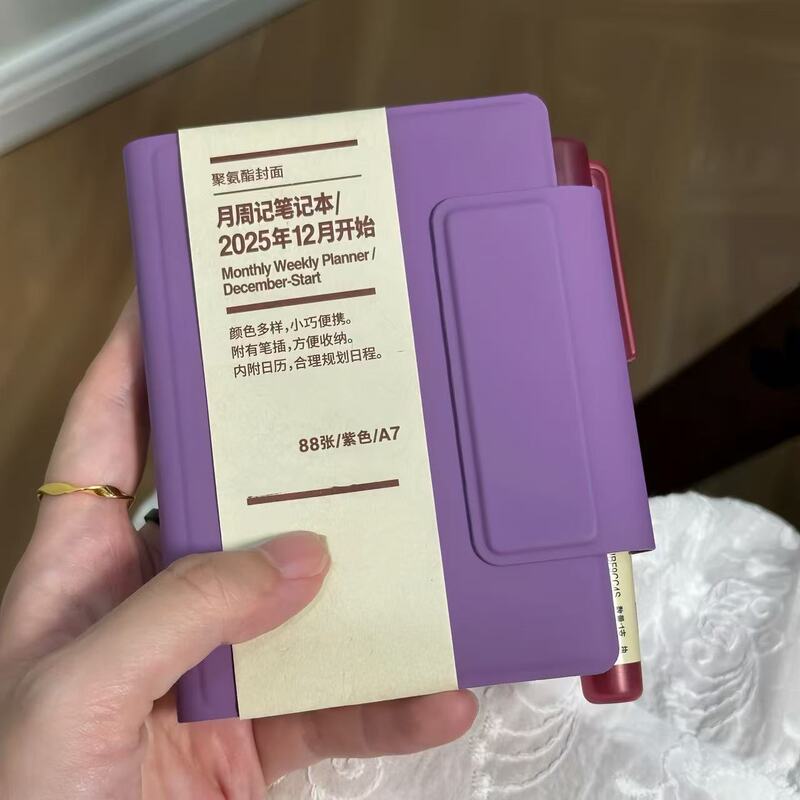 聚氨酯封面
月周记笔记本/
2025年12月开始
Monthly Weekly Planner /
December-Start
颜色多样,小巧便携。
附有笔插,方便收纳。
内附日历,合理规划日程。
88张/紫色/A7